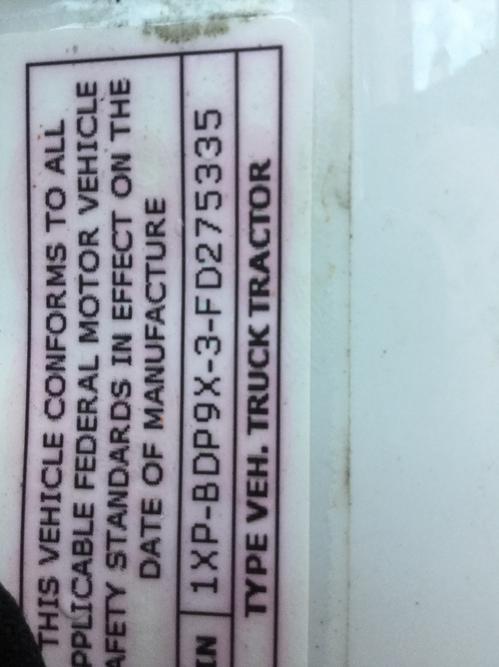 THIS VEHICLE CONFORMS TO ALL
PPLICABLE FEDERAL MOTOR VEHICLE
AFETY STANDARDS IN EFFECT ON THE
DATE OF MANUFACTURE
IN 1XP-BDP9X-3-FD275335
TYPE VEH. TRUCK TRACTOR